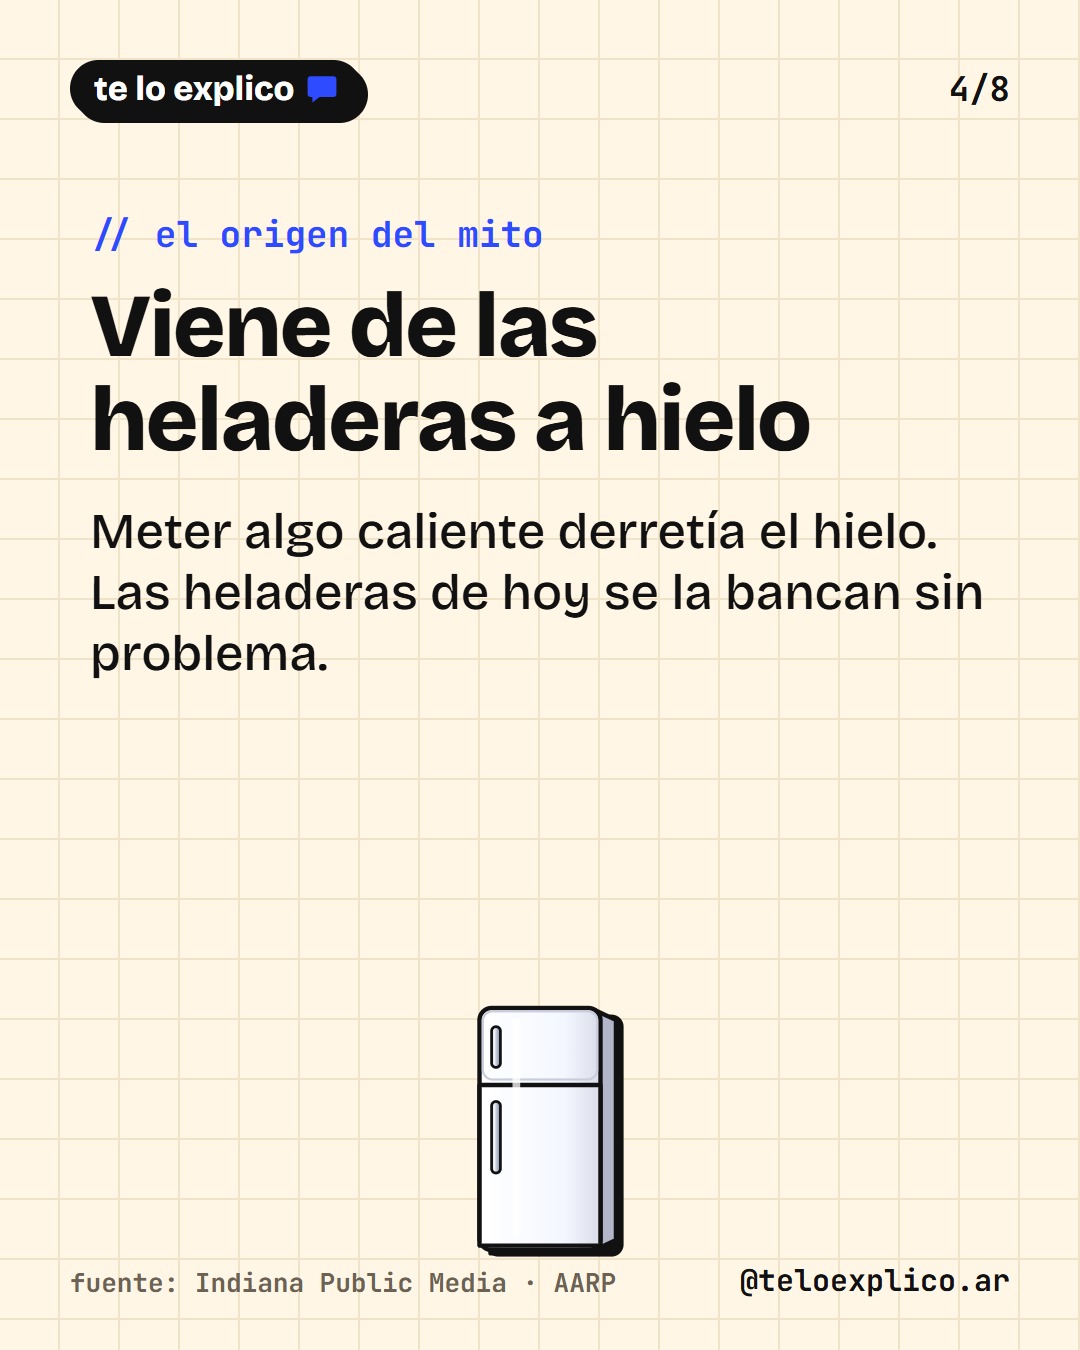 te lo explico
4/8
// el origen del mito
Viene de las
heladeras a hielo
Meter algo caliente derretía el hielo.
Las heladeras de hoy se la bancan sin
problema.
fuente: Indiana Public Media · AARP
@teloexplico.ar